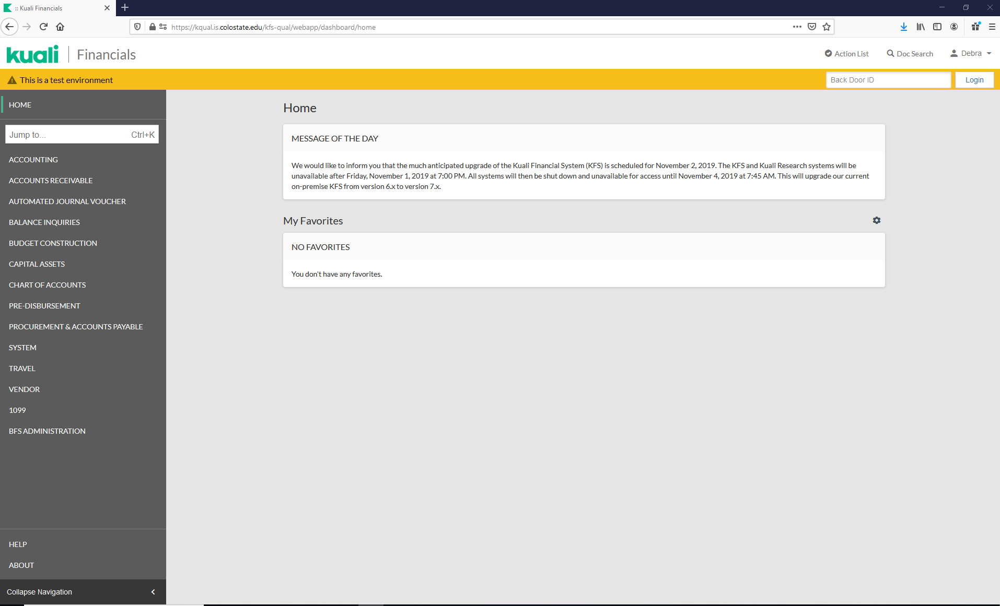 :: Kuali Financials
https://kqual.is.colostate.edu/kfs-qual/webapp/dashboard/home
kuali Financials
Action List
Doc Search
Debra
This is a test environment
Back Door ID
Login
HOME
Jump to... Ctrl+K
ACCOUNTING
ACCOUNTS RECEIVABLE
AUTOMATED JOURNAL VOUCHER
BALANCE INQUIRIES
BUDGET CONSTRUCTION
CAPITAL ASSETS
CHART OF ACCOUNTS
PRE-DISBURSEMENT
PROCUREMENT & ACCOUNTS PAYABLE
SYSTEM
TRAVEL
VENDOR
1099
BFS ADMINISTRATION
HELP
ABOUT
Collapse Navigation
Home
MESSAGE OF THE DAY
We would like to inform you that the much anticipated upgrade of the Kuali Financial System (KFS) is scheduled for November 2, 2019. The KFS and Kuali Research systems will be
unavailable after Friday, November 1, 2019 at 7:00 PM. All systems will then be shut down and unavailable for access until November 4, 2019 at 7:45 AM. This will upgrade our current
on-premise KFS from version 6.x to version 7.x.
My Favorites
NO FAVORITES
You don't have any favorites.